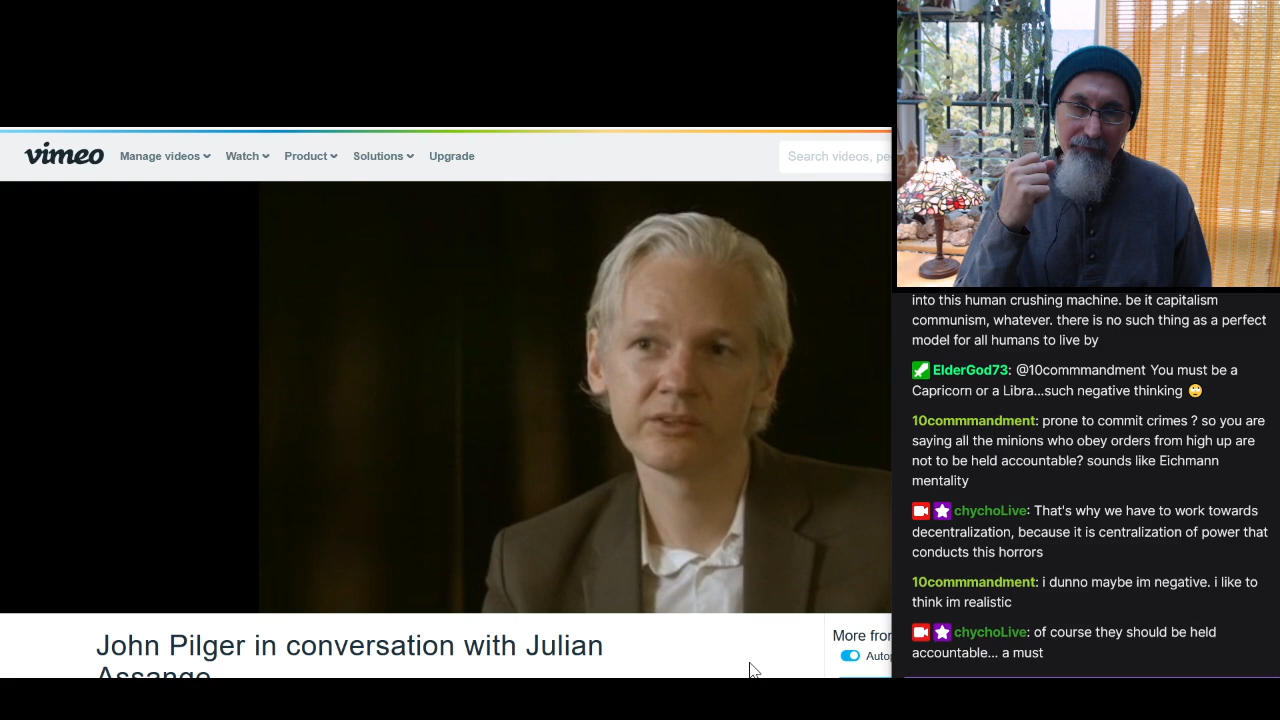 vimeo
Manage videos
Watch
Product
Solutions
Upgrade
Search videos, pe
John Pilger in conversation with Julian
Assange
More fror
Autop
into this human crushing machine. be it capitalism
communism, whatever. there is no such thing as a perfect
model for all humans to live by
ElderGod73: @10commmandment You must be a
Capricorn or a Libra...such negative thinking 🙄
10commmandment: prone to commit crimes ? so you are
saying all the minions who obey orders from high up are
not to be held accountable? sounds like Eichmann
mentality
chychoLive: That's why we have to work towards
decentralization, because it is centralization of power that
conducts this horrors
10commmandment: i dunno maybe im negative. i like to
think im realistic
chychoLive: of course they should be held
accountable... a must